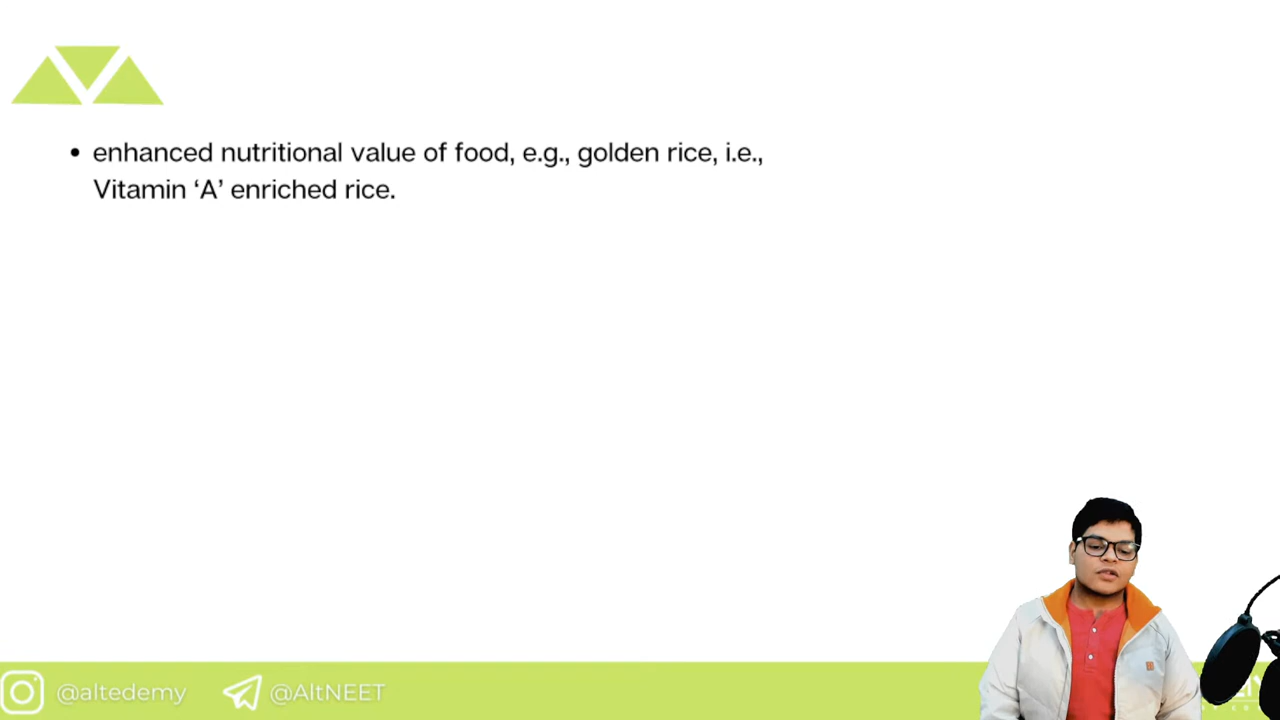 • enhanced nutritional value of food, e.g., golden rice, i.e.,
Vitamin ‘A’ enriched rice.
@altedemy
@AltNEET